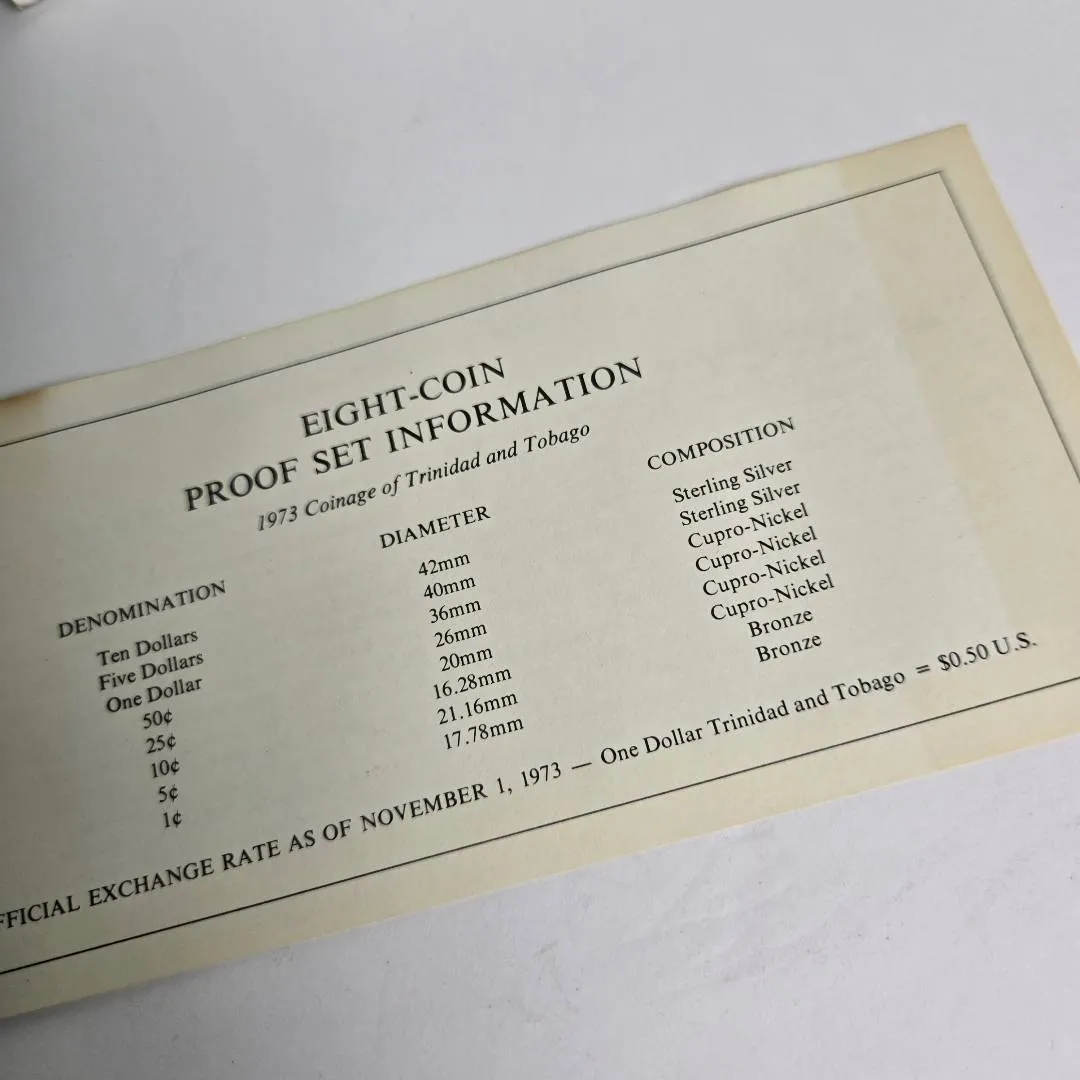 EIGHT-COIN
PROOF SET INFORMATION
1973 Coinage of Trinidad and Tobago
DENOMINATION DIAMETER COMPOSITION
Ten Dollars 42mm Sterling Silver
Five Dollars 40mm Sterling Silver
One Dollar 36mm Cupro-Nickel
50¢ 26mm Cupro-Nickel
25¢ 20mm Cupro-Nickel
10¢ 16.28mm Cupro-Nickel
5¢ 21.16mm Bronze
1¢ 17.78mm Bronze
FFICIAL EXCHANGE RATE AS OF NOVEMBER 1, 1973 — One Dollar Trinidad and Tobago = $0.50 U.S.